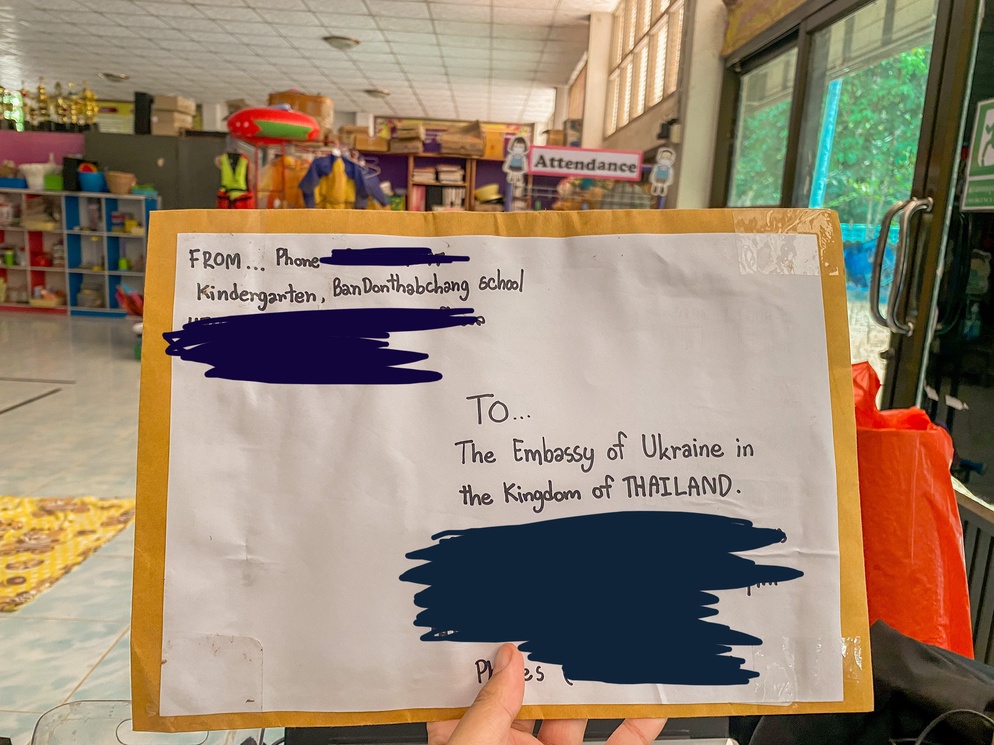 Attendance
FROM... Phone
Kindergarten, BanDonthabchang School
TO...
The Embassy of Ukraine in
the Kingdom of THAILAND.